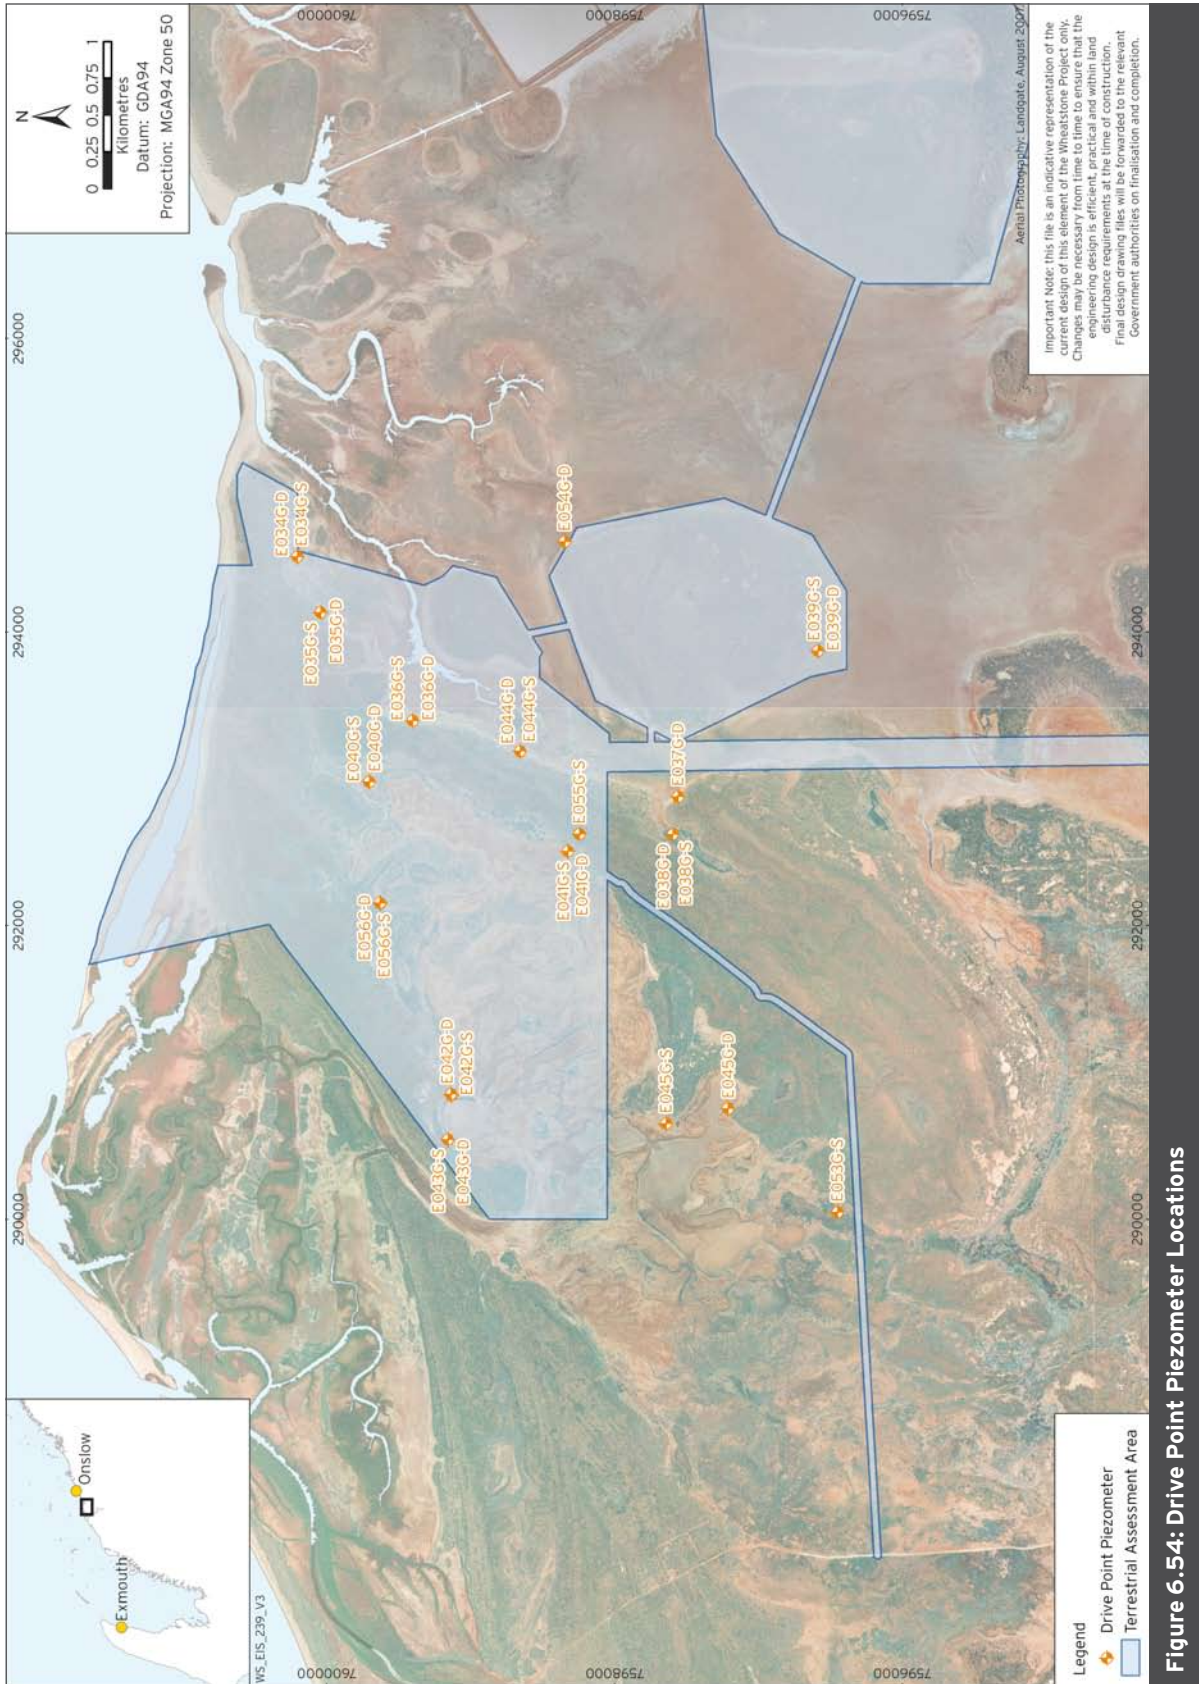 N
0 0.25 0.5 0.75 1
Kilometres
Datum: GDA94
Projection: MGA94 Zone 50
Exmouth
Onslow
WS_EIS_239_V3
290000
292000
294000
296000
7600000
7598000
7596000
7600000
7598000
7596000
290000
292000
294000
E034G-D
E034G-S
E035G-S
E035G-D
E036G-S
E036G-D
E040G-S
E040G-D
E044G-D
E044G-S
E054G-D
E056G-D
E056G-S
E055G-S
E041G-S
E041G-D
E042G-D
E042G-S
E043G-S
E043G-D
E037G-D
E038G-D
E038G-S
E039G-S
E039G-D
E045G-S
E045G-D
E053G-S
Aerial Photography: Landgate, August 2007
Important Note: this file is an indicative representation of the
current design of this element of the Wheatstone Project only.
Changes may be necessary from time to time to ensure that the
engineering design is efficient, practical and within land
disturbance requirements at the time of construction.
Final design drawing files will be forwarded to the relevant
Government authorities on finalisation and completion.
Legend
Drive Point Piezometer
Terrestrial Assessment Area
Figure 6.54: Drive Point Piezometer Locations